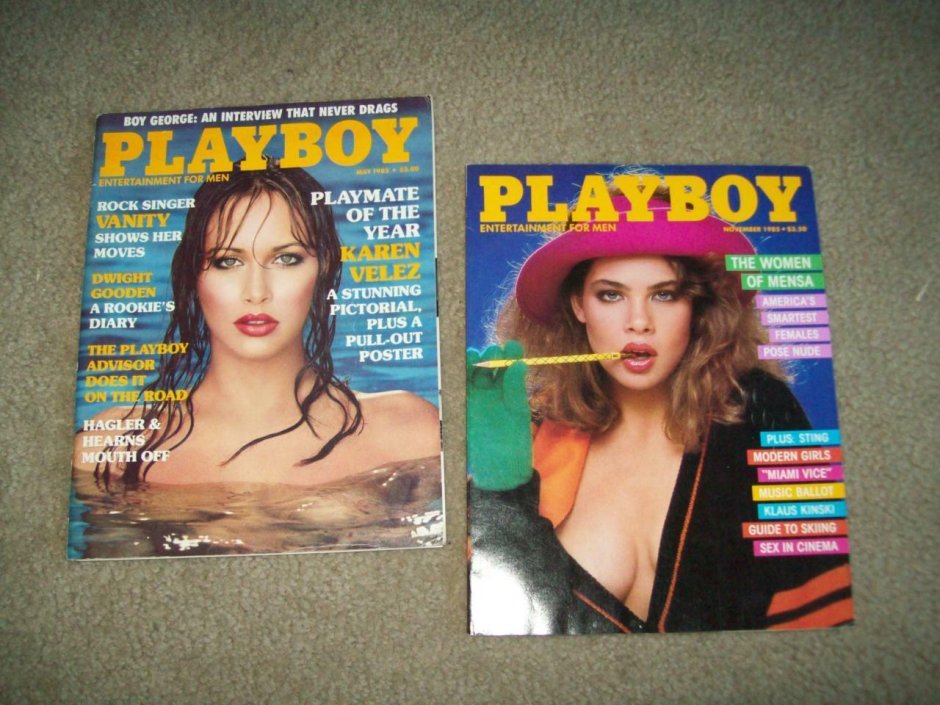 BOY GEORGE: AN INTERVIEW THAT NEVER DRAGS
PLAYBOY
ENTERTAINMENT FOR MEN
MAY 1985 • $3.50
ROCK SINGER
VANITY
SHOWS HER
MOVES
DWIGHT
GOODEN
A ROOKIE'S
DIARY
THE PLAYBOY
ADVISOR
DOES IT
ON THE ROAD
HAGLER &
HEARNS
MOUTH OFF
PLAYMATE
OF THE
YEAR
KAREN
VELEZ
A STUNNING
PICTORIAL,
PLUS A
PULL-OUT
POSTER
PLAYBOY
ENTERTAINMENT FOR MEN
NOVEMBER 1985 • $3.50
THE WOMEN
OF MENSA
AMERICA'S
SMARTEST
FEMALES
POSE NUDE
PLUS: STING
MODERN GIRLS
"MIAMI VICE"
MUSIC BALLOT
KLAUS KINSKI
GUIDE TO SKIING
SEX IN CINEMA